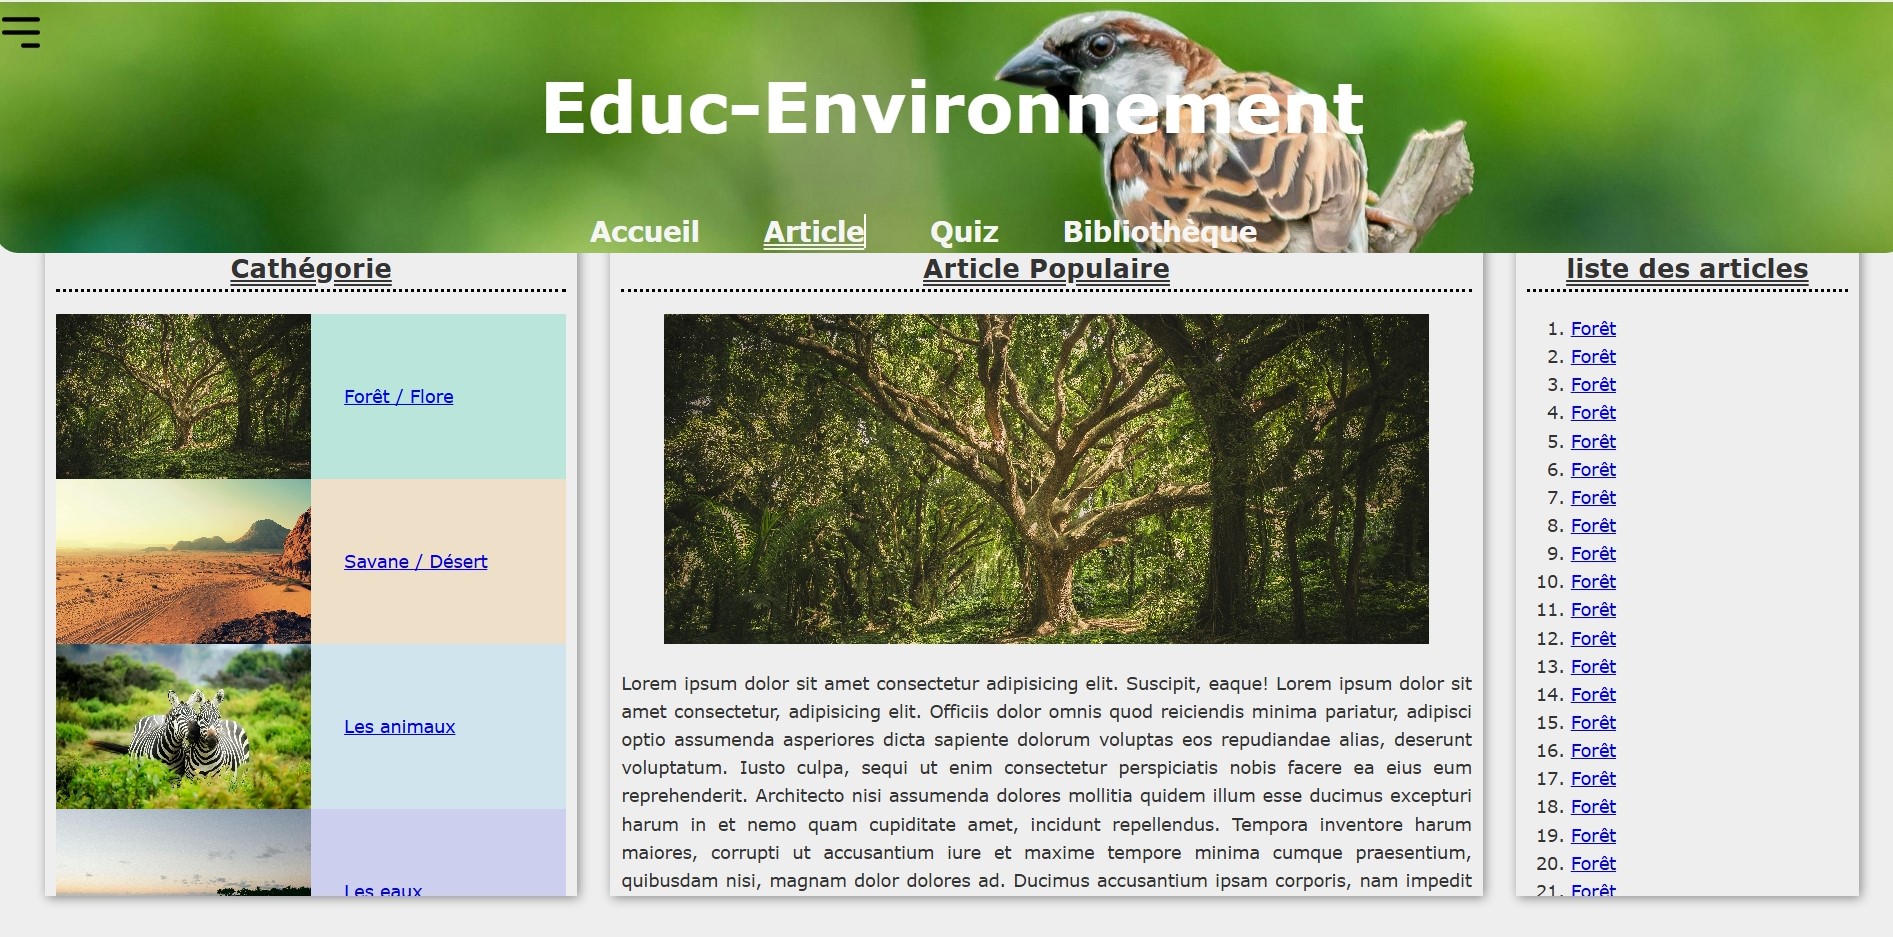 Educ-Environnement
Accueil Article Quiz Bibliothèque
Cathégorie
Forêt / Flore
Savane / Désert
Les animaux
Les eaux
Article Populaire
Lorem ipsum dolor sit amet consectetur adipisicing elit. Suscipit, eaque! Lorem ipsum dolor sit
amet consectetur, adipisicing elit. Officiis dolor omnis quod reiciendis minima pariatur, adipisci
optio assumenda asperiores dicta sapiente dolorum voluptas eos repudiandae alias, deserunt
voluptatum. Iusto culpa, sequi ut enim consectetur perspiciatis nobis facere ea eius eum
reprehenderit. Architecto nisi assumenda dolores mollitia quidem illum esse ducimus excepturi
harum in et nemo quam cupiditate amet, incidunt repellendus. Tempora inventore harum
maiores, corrupti ut accusantium iure et maxime tempore minima cumque praesentium,
quibusdam nisi, magnam dolor dolores ad. Ducimus accusantium ipsam corporis, nam impedit
liste des articles
1. Forêt
2. Forêt
3. Forêt
4. Forêt
5. Forêt
6. Forêt
7. Forêt
8. Forêt
9. Forêt
10. Forêt
11. Forêt
12. Forêt
13. Forêt
14. Forêt
15. Forêt
16. Forêt
17. Forêt
18. Forêt
19. Forêt
20. Forêt
21. Forêt